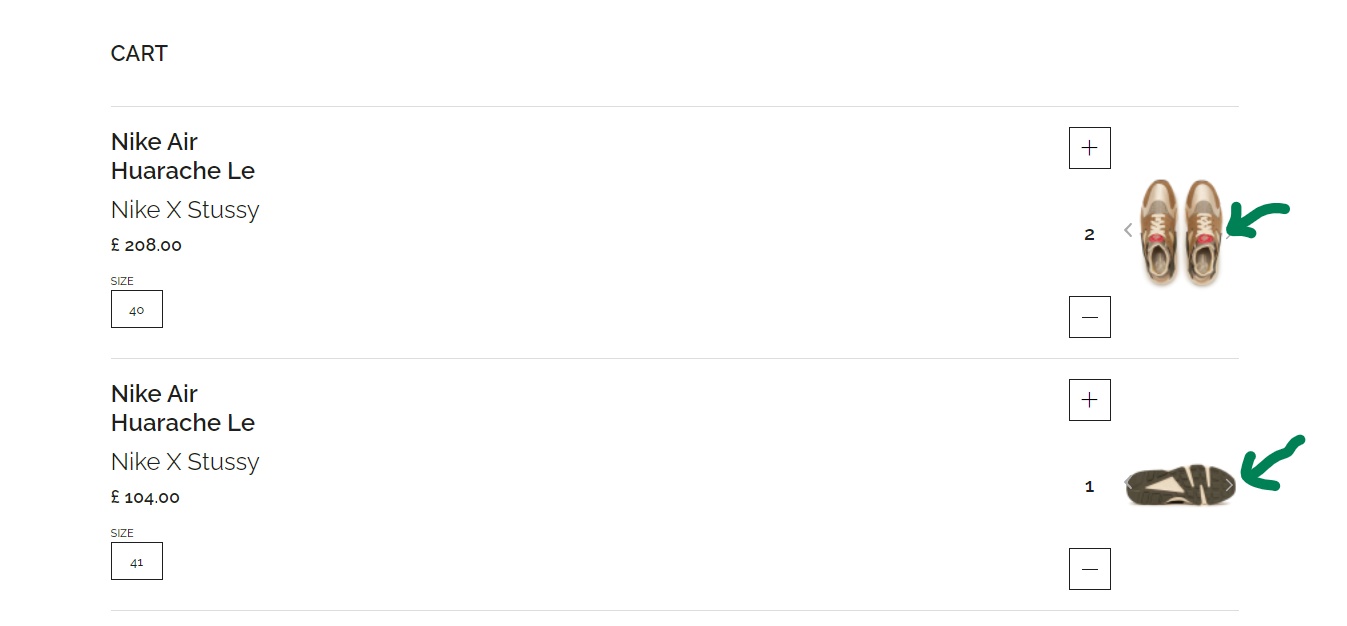 CART
Nike Air
Huarache Le
Nike X Stussy
£ 208.00
SIZE
40
2
Nike Air
Huarache Le
Nike X Stussy
£ 104.00
SIZE
41
1